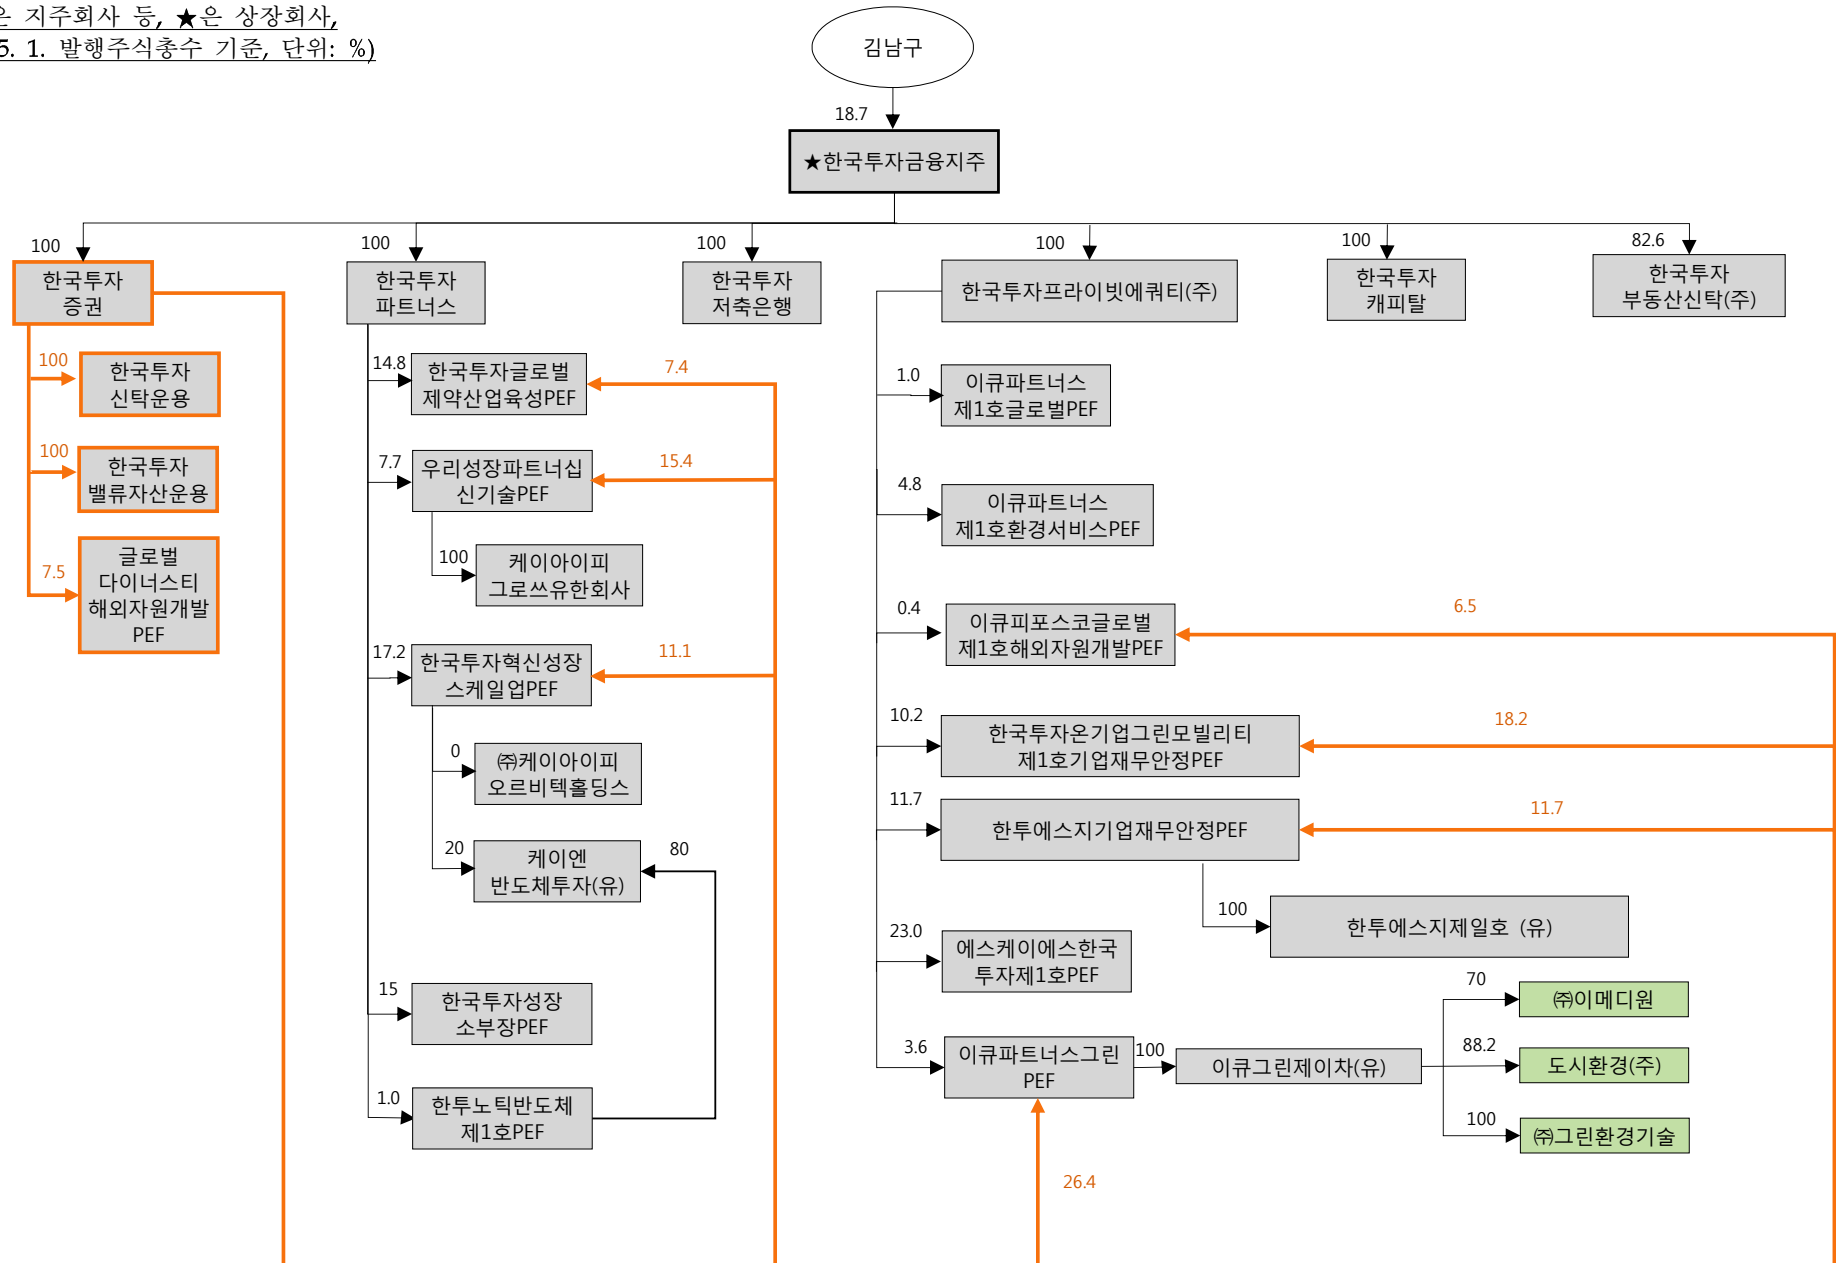 은 지주회사 등, ★은 상장회사,
5. 1. 발행주식총수 기준, 단위: %)
김남구
18.7
★한국투자금융지주
100
100
100
100
100
82.6
한국투자
증권
한국투자
파트너스
한국투자
저축은행
한국투자프라이빗에쿼티(주)
한국투자
캐피탈
한국투자
부동산신탁(주)
100
한국투자
신탁운용
100
한국투자
밸류자산운용
7.5
글로벌
다이너스티
해외자원개발
PEF
14.8
한국투자글로벌
제약산업육성PEF
7.4
7.7
우리성장파트너십
신기술PEF
15.4
100
케이아이피
그로쓰유한회사
17.2
한국투자혁신성장
스케일업PEF
11.1
0
㈜케이아이피
오르비텍홀딩스
20
케이엔
반도체투자(유)
80
15
한국투자성장
소부장PEF
1.0
한투노틱반도체
제1호PEF
1.0
이큐파트너스
제1호글로벌PEF
4.8
이큐파트너스
제1호환경서비스PEF
0.4
이큐피포스코글로벌
제1호해외자원개발PEF
6.5
10.2
한국투자온기업그린모빌리티
제1호기업재무안정PEF
18.2
11.7
한투에스지기업재무안정PEF
11.7
100
한투에스지제일호 (유)
23.0
에스케이에스한국
투자제1호PEF
3.6
이큐파트너스그린
PEF
100
이큐그린제이차(유)
70
㈜이메디원
88.2
도시환경(주)
100
㈜그린환경기술
26.4